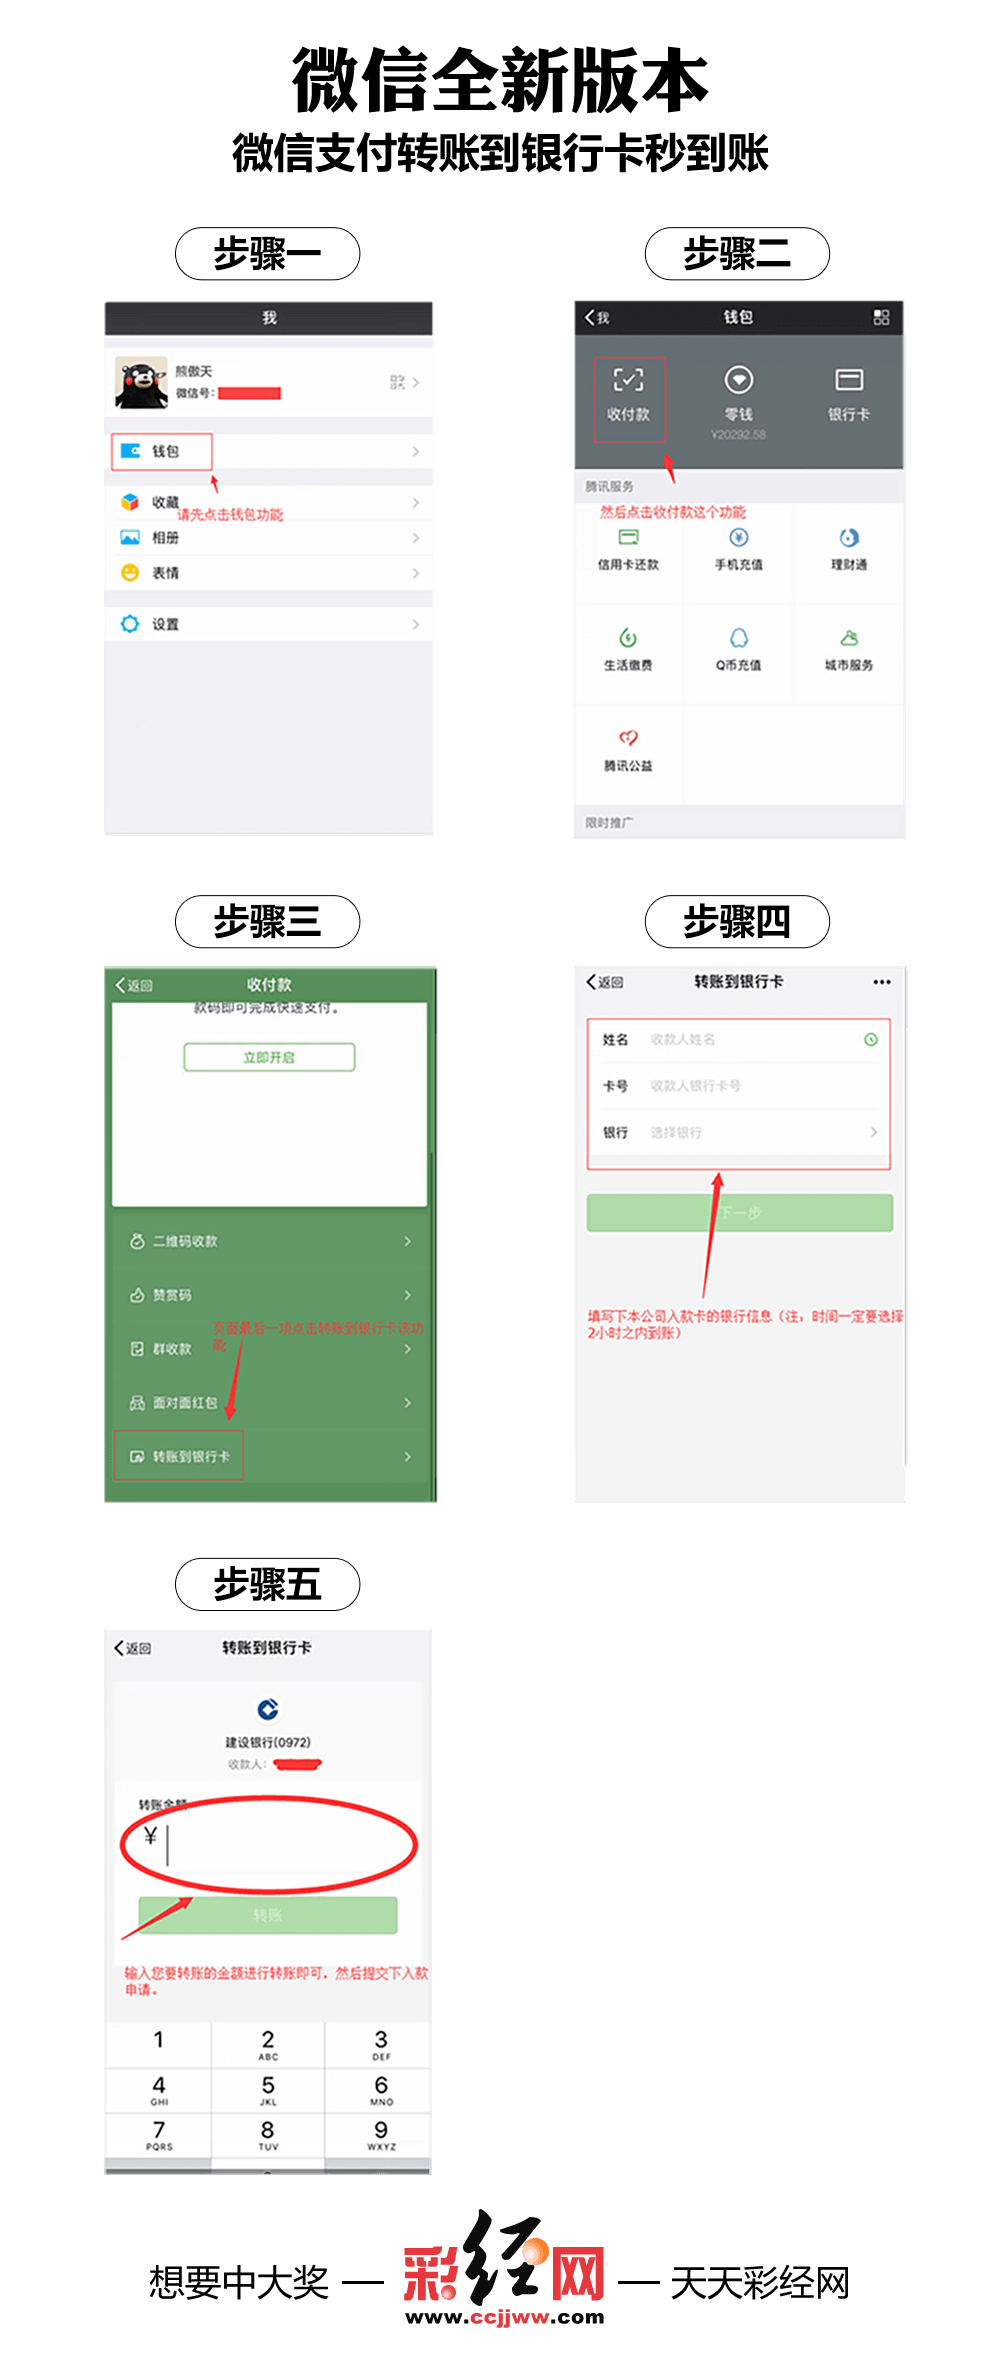 微信全新版本
微信支付转账到银行卡秒到账
步骤一
我
熊傲天
微信号：
钱包
收藏
请先点击钱包功能
相册
表情
设置
步骤二
我
钱包
收付款
零钱
¥20292.58
银行卡
腾讯服务
然后点击收付款这个功能
信用卡还款
手机充值
理财通
生活缴费
Q币充值
城市服务
腾讯公益
限时推广
步骤三
返回
收付款
款码即可完成快速支付。
立即开启
二维码收款
赞赏码
页面最后一项点击转账到银行卡该功
能
群收款
面对面红包
转账到银行卡
步骤四
返回
转账到银行卡
姓名 收款人姓名
卡号 收款人银行卡号
银行 选择银行
下一步
填写下本公司入款卡的银行信息（注：时间一定要选择
2小时之内到账）
步骤五
返回
转账到银行卡
建设银行(0972)
收款人：
转账金额
¥
转账
输入您要转账的金额进行转账即可，然后提交下入款
申请。
1
2
ABC
3
DEF
4
GHI
5
JKL
6
MNO
7
PQRS
8
TUV
9
WXYZ
想要中大奖 — 彩经网 — 天天彩经网
www.ccjjww.com